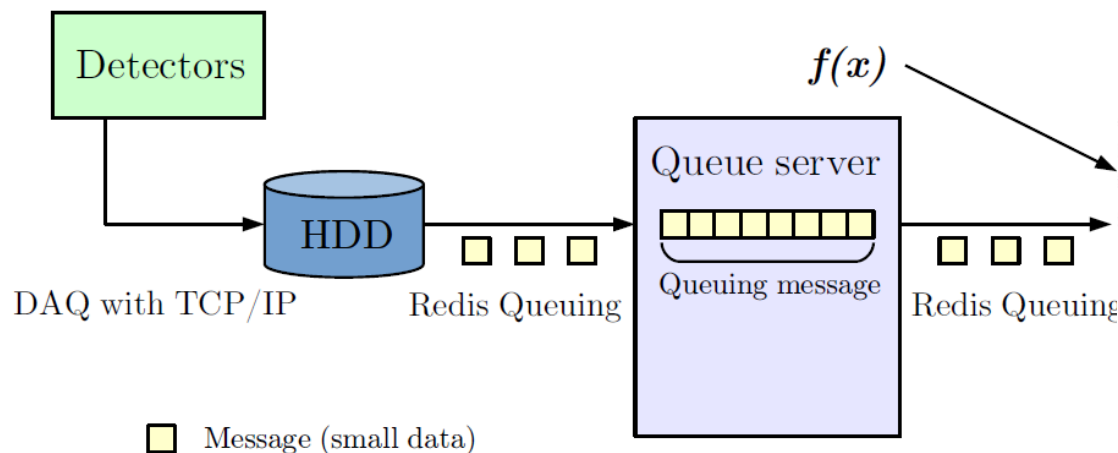 Detectors
f(x)
Queue server
HDD
Queuing message
DAQ with TCP/IP
Redis Queuing
Redis Queuing
Message (small data)